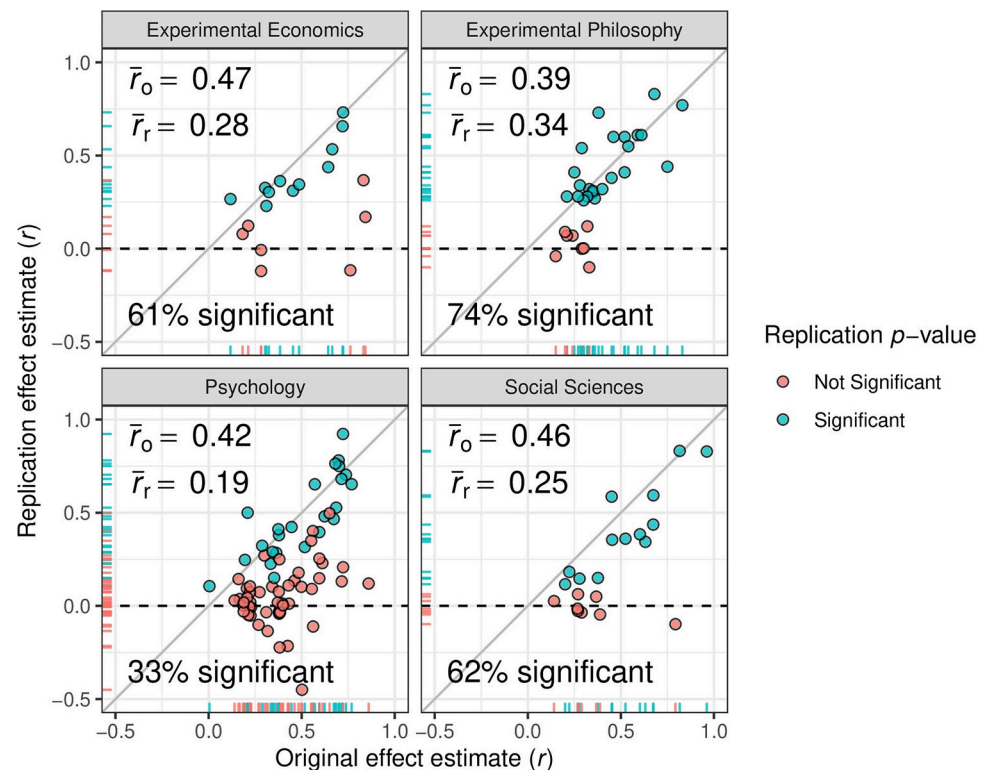 Experimental Economics
Experimental Philosophy
r̄o = 0.47
r̄r = 0.28
61% significant
r̄o = 0.39
r̄r = 0.34
74% significant
Psychology
Social Sciences
r̄o = 0.42
r̄r = 0.19
33% significant
r̄o = 0.46
r̄r = 0.25
62% significant
1.0
0.5
0.0
−0.5
1.0
0.5
0.0
−0.5
−0.5 0.0 0.5 1.0
−0.5 0.0 0.5 1.0
Replication effect estimate (r)
Original effect estimate (r)
Replication p−value
Not Significant
Significant